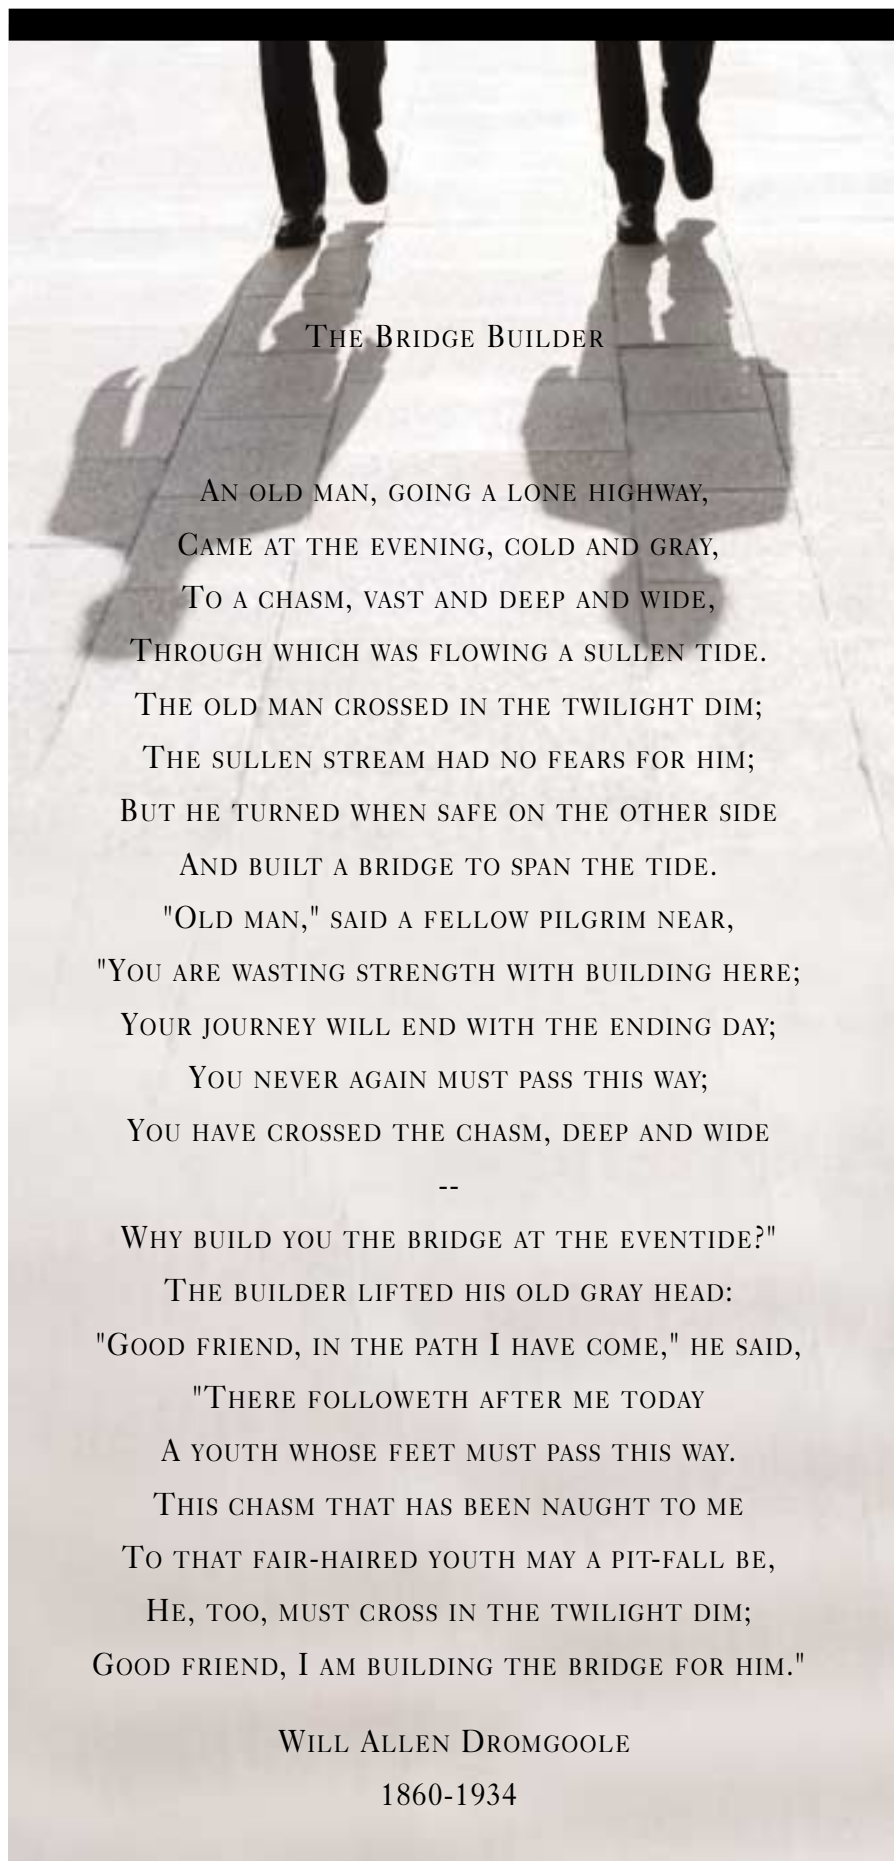 The Bridge Builder
An old man, going a lone highway,
Came at the evening, cold and gray,
To a chasm, vast and deep and wide,
Through which was flowing a sullen tide.
The old man crossed in the twilight dim;
The sullen stream had no fears for him;
But he turned when safe on the other side
And built a bridge to span the tide.
"Old man," said a fellow pilgrim near,
"You are wasting strength with building here;
Your journey will end with the ending day;
You never again must pass this way;
You have crossed the chasm, deep and wide
--
Why build you the bridge at the eventide?"
The builder lifted his old gray head:
"Good friend, in the path I have come," he said,
"There followeth after me today
A youth whose feet must pass this way.
This chasm that has been naught to me
To that fair-haired youth may a pit-fall be,
He, too, must cross in the twilight dim;
Good friend, I am building the bridge for him."
Will Allen Dromgoole
1860-1934